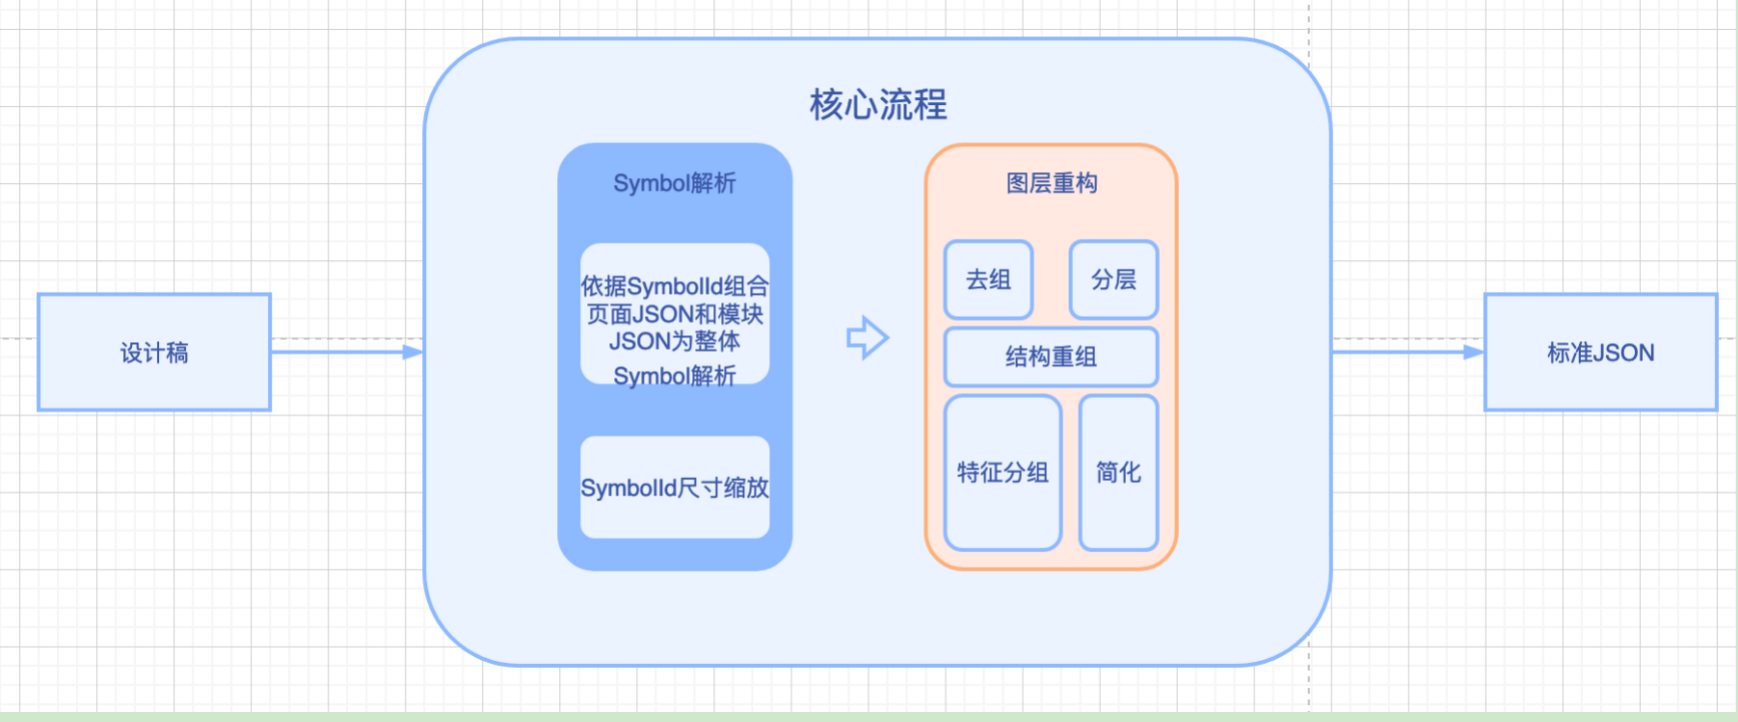 核心流程
设计稿
Symbol解析
依据SymbolId组合
页面JSON和模块
JSON为整体
Symbol解析
SymbolId尺寸缩放
图层重构
去组
分层
结构重组
特征分组
简化
标准JSON